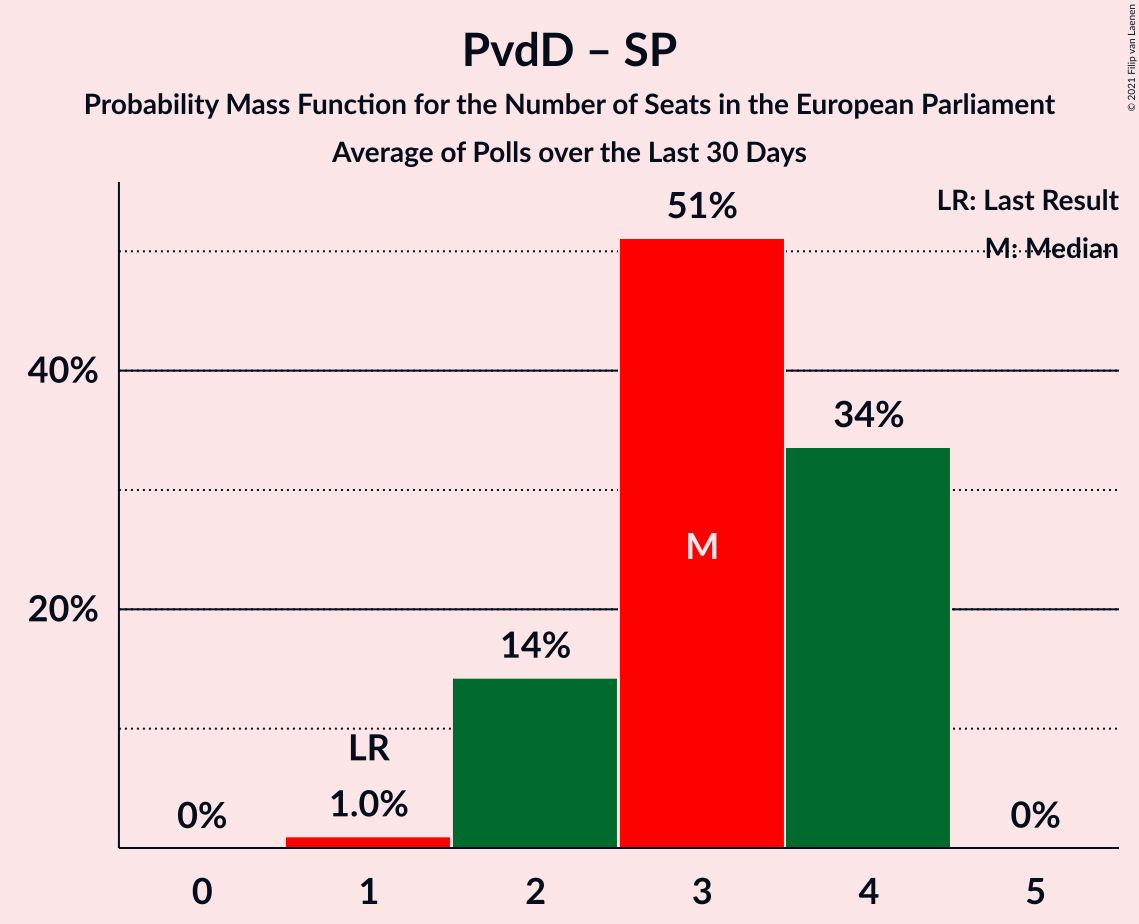 PvdD – SP
Probability Mass Function for the Number of Seats in the European Parliament
Average of Polls over the Last 30 Days
© 2021 Filip van Laenen
LR: Last Result
M: Median
51%
40%
34%
M
20%
14%
LR
0%
1.0%
0%
0 1 2 3 4 5